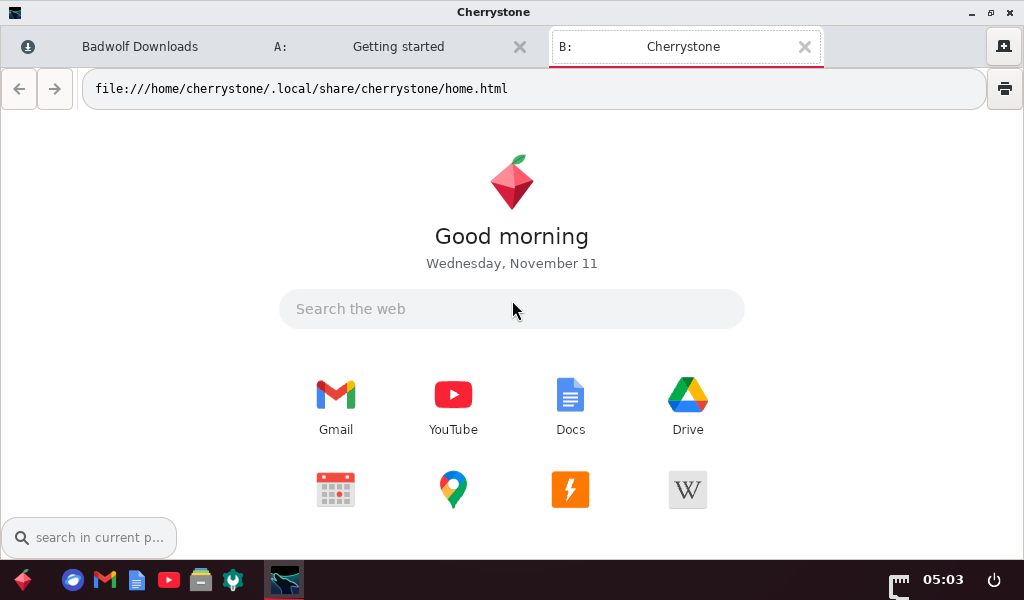 Cherrystone
Badwolf Downloads
A: Getting started
B: Cherrystone
file:///home/cherrystone/.local/share/cherrystone/home.html
Good morning
Wednesday, November 11
Search the web
Gmail YouTube Docs Drive
W
search in current p...
05:03